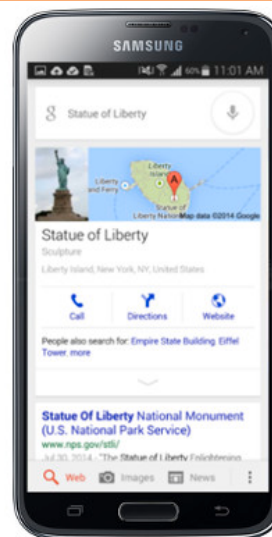 SAMSUNG
60% 11:01 AM
g Statue of Liberty
Liberty Island
Liberty Island Ferry
Statue of Liberty National
Map data ©2014 Google
A
Statue of Liberty
Sculpture
Liberty Island, New York, NY, United States
Call Directions Website
People also search for: Empire State Building, Eiffel
Tower, more
Statue Of Liberty National Monument
(U.S. National Park Service)
www.nps.gov/stli/
Jul 30, 2014 - "The Statue of Liberty Enlightening
Web Images News